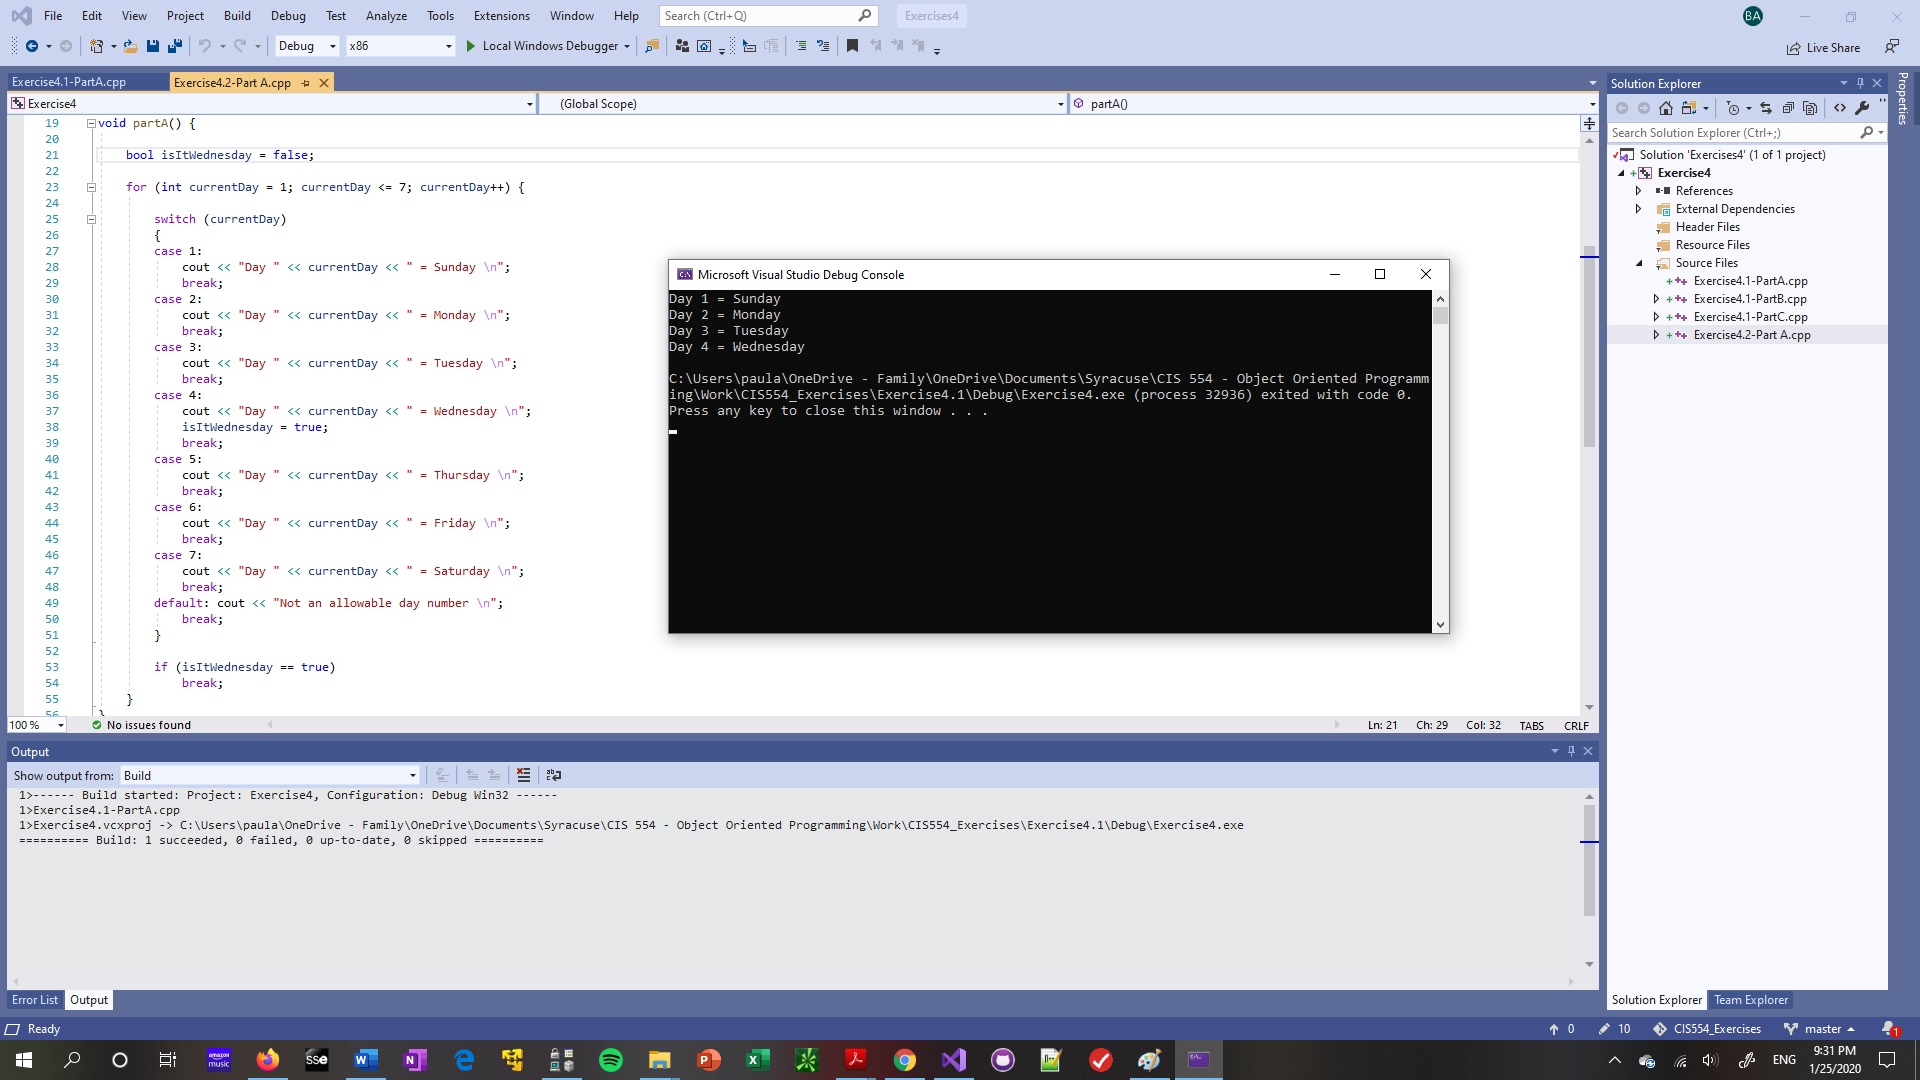 File Edit View Project Build Debug Test Analyze Tools Extensions Window Help Search (Ctrl+Q) Exercises4 BA
Debug x86 Local Windows Debugger Live Share
Exercise4.1-PartA.cpp Exercise4.2-Part A.cpp
Exercise4 (Global Scope) partA()
19 void partA() {
20
21 bool isItWednesday = false;
22
23 for (int currentDay = 1; currentDay <= 7; currentDay++) {
24
25 switch (currentDay)
26 {
27 case 1:
28 cout << "Day " << currentDay << " = Sunday \n";
29 break;
30 case 2:
31 cout << "Day " << currentDay << " = Monday \n";
32 break;
33 case 3:
34 cout << "Day " << currentDay << " = Tuesday \n";
35 break;
36 case 4:
37 cout << "Day " << currentDay << " = Wednesday \n";
38 isItWednesday = true;
39 break;
40 case 5:
41 cout << "Day " << currentDay << " = Thursday \n";
42 break;
43 case 6:
44 cout << "Day " << currentDay << " = Friday \n";
45 break;
46 case 7:
47 cout << "Day " << currentDay << " = Saturday \n";
48 break;
49 default: cout << "Not an allowable day number \n";
50 break;
51 }
52
53 if (isItWednesday == true)
54 break;
55 }
56 }
100 % No issues found Ln: 21 Ch: 29 Col: 32 TABS CRLF
Microsoft Visual Studio Debug Console
Day 1 = Sunday
Day 2 = Monday
Day 3 = Tuesday
Day 4 = Wednesday
C:\Users\paula\OneDrive - Family\OneDrive\Documents\Syracuse\CIS 554 - Object Oriented Programm
ing\Work\CIS554_Exercises\Exercise4.1\Debug\Exercise4.exe (process 32936) exited with code 0.
Press any key to close this window . . .
Output
Show output from: Build
1>------ Build started: Project: Exercise4, Configuration: Debug Win32 ------
1>Exercise4.1-PartA.cpp
1>Exercise4.vcxproj -> C:\Users\paula\OneDrive - Family\OneDrive\Documents\Syracuse\CIS 554 - Object Oriented Programming\Work\CIS554_Exercises\Exercise4.1\Debug\Exercise4.exe
========== Build: 1 succeeded, 0 failed, 0 up-to-date, 0 skipped ==========
Error List Output
Solution Explorer
Search Solution Explorer (Ctrl+;)
Solution 'Exercises4' (1 of 1 project)
Exercise4
References
External Dependencies
Header Files
Resource Files
Source Files
Exercise4.1-PartA.cpp
Exercise4.1-PartB.cpp
Exercise4.1-PartC.cpp
Exercise4.2-Part A.cpp
Solution Explorer Team Explorer
Properties
Ready 0 10 CIS554_Exercises master 1
amazon music SSE ENG 9:31 PM
1/25/2020